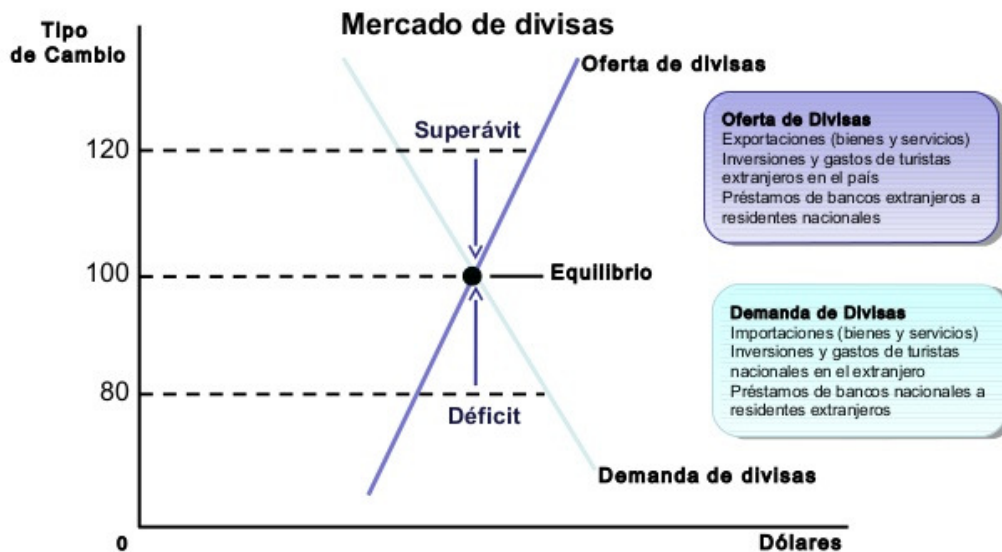 Mercado de divisas
Tipo
de Cambio
Oferta de divisas
Superávit
120
100
Equilibrio
80
Déficit
Demanda de divisas
0
Dólares
Oferta de Divisas
Exportaciones (bienes y servicios)
Inversiones y gastos de turistas
extranjeros en el país
Préstamos de bancos extranjeros a
residentes nacionales
Demanda de Divisas
Importaciones (bienes y servicios)
Inversiones y gastos de turistas
nacionales en el extranjero
Préstamos de bancos nacionales a
residentes extranjeros